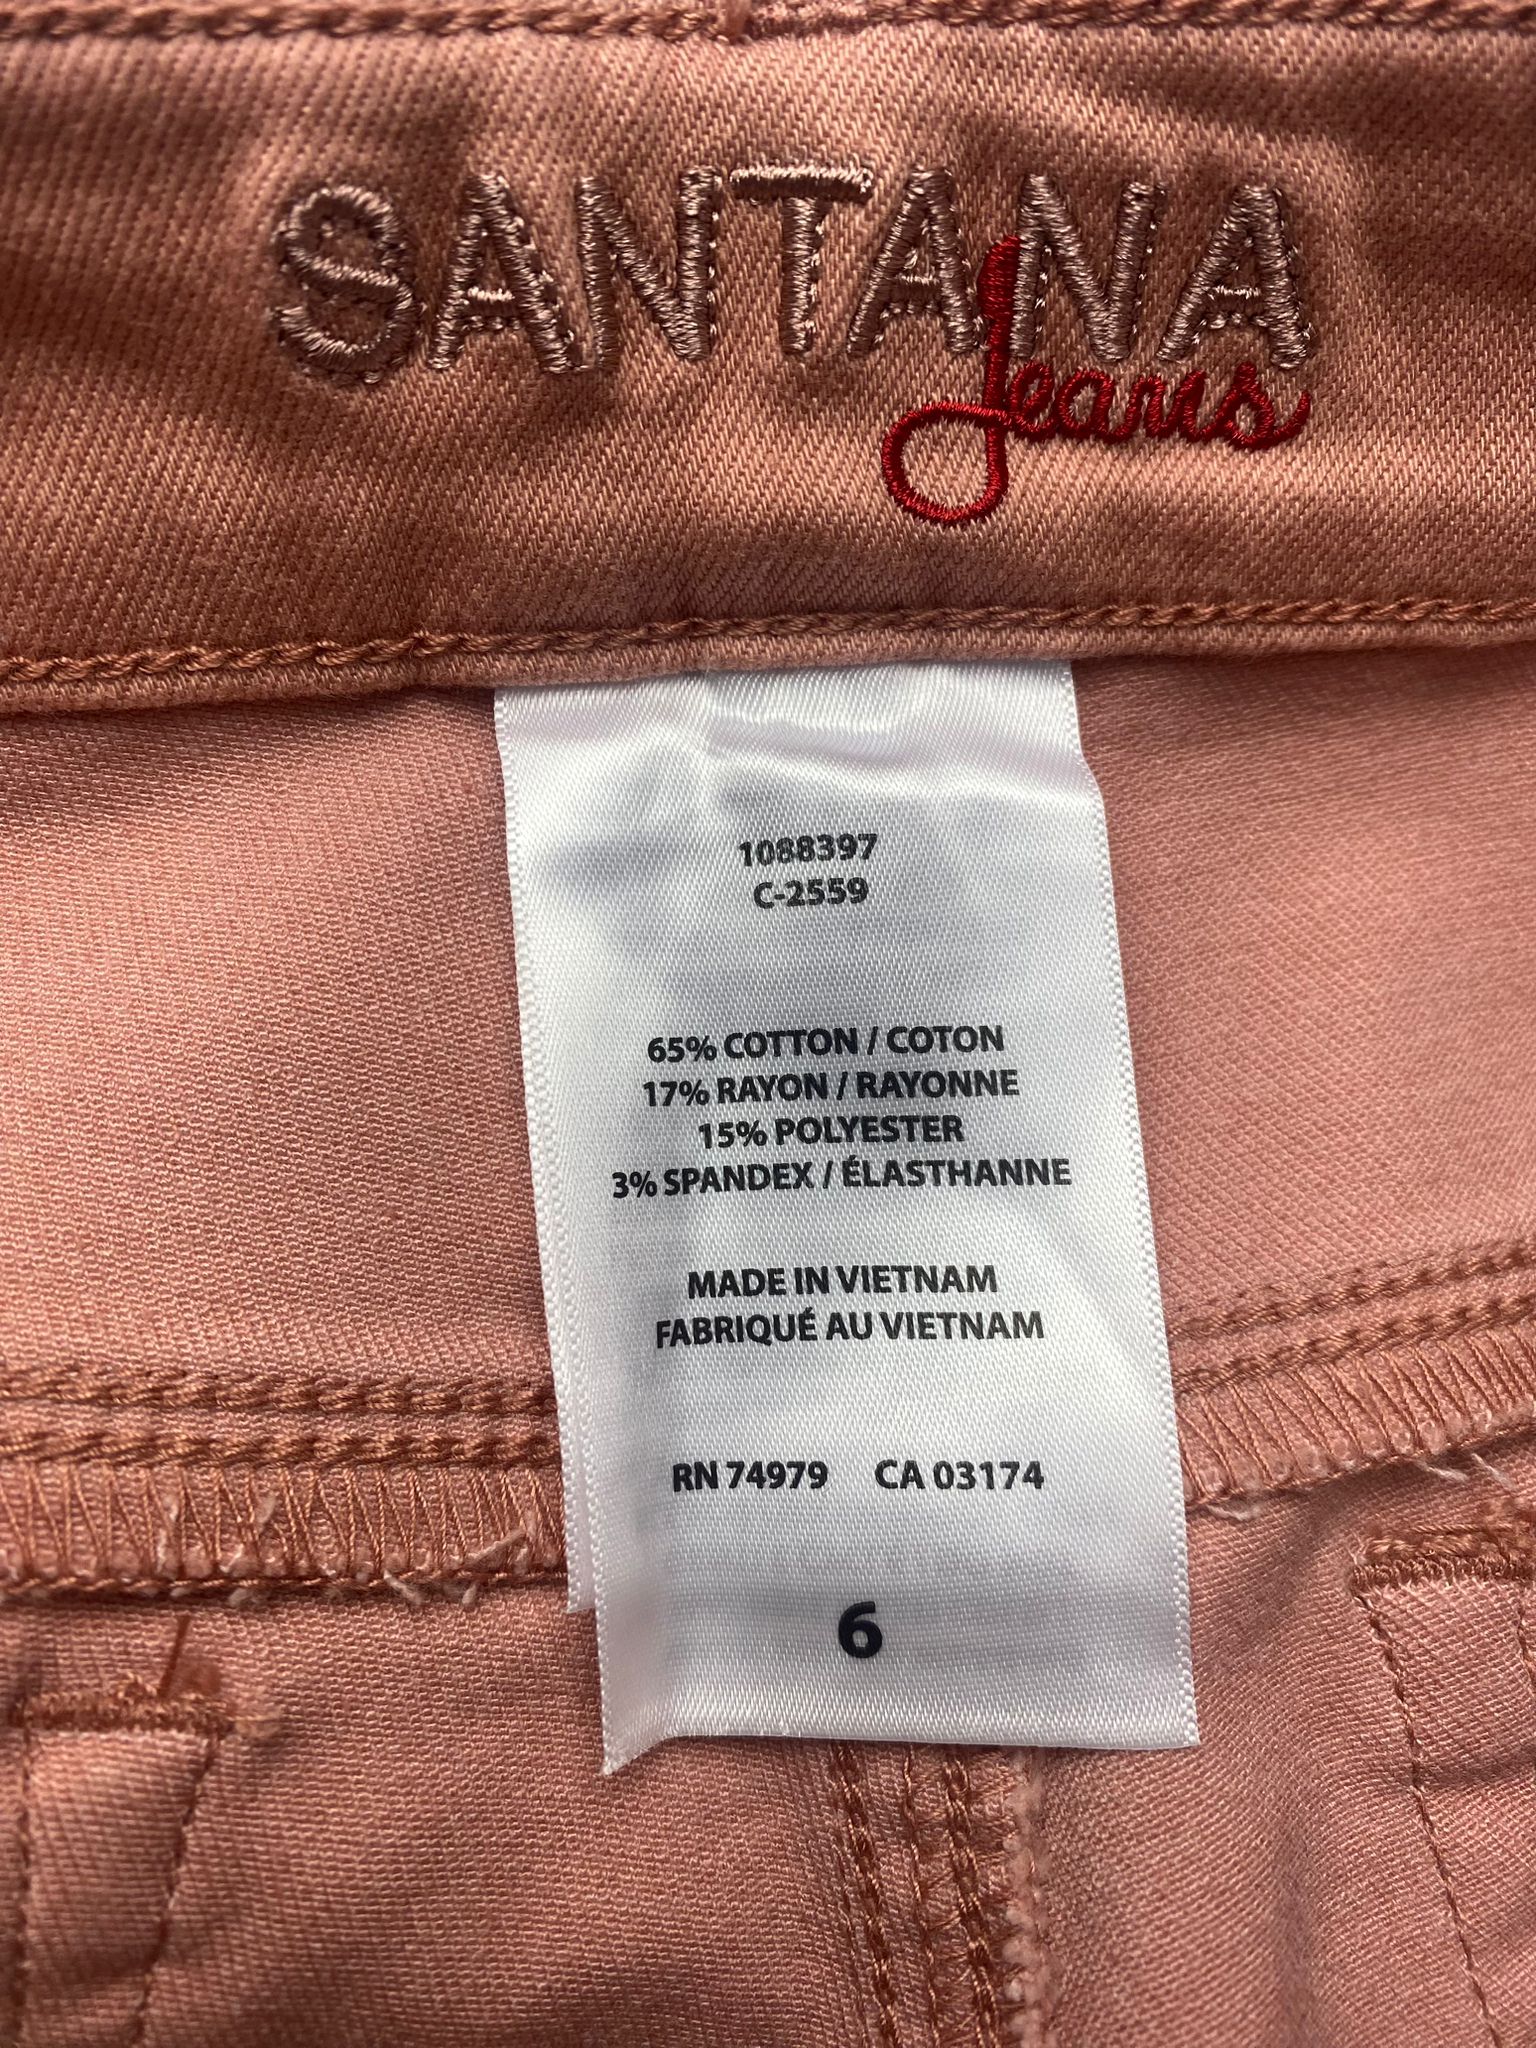 SANTANA
Jeans
1088397
C-2559
65% COTTON / COTON
17% RAYON / RAYONNE
15% POLYESTER
3% SPANDEX / ÉLASTHANNE
MADE IN VIETNAM
FABRIQUÉ AU VIETNAM
RN 74979 CA 03174
6